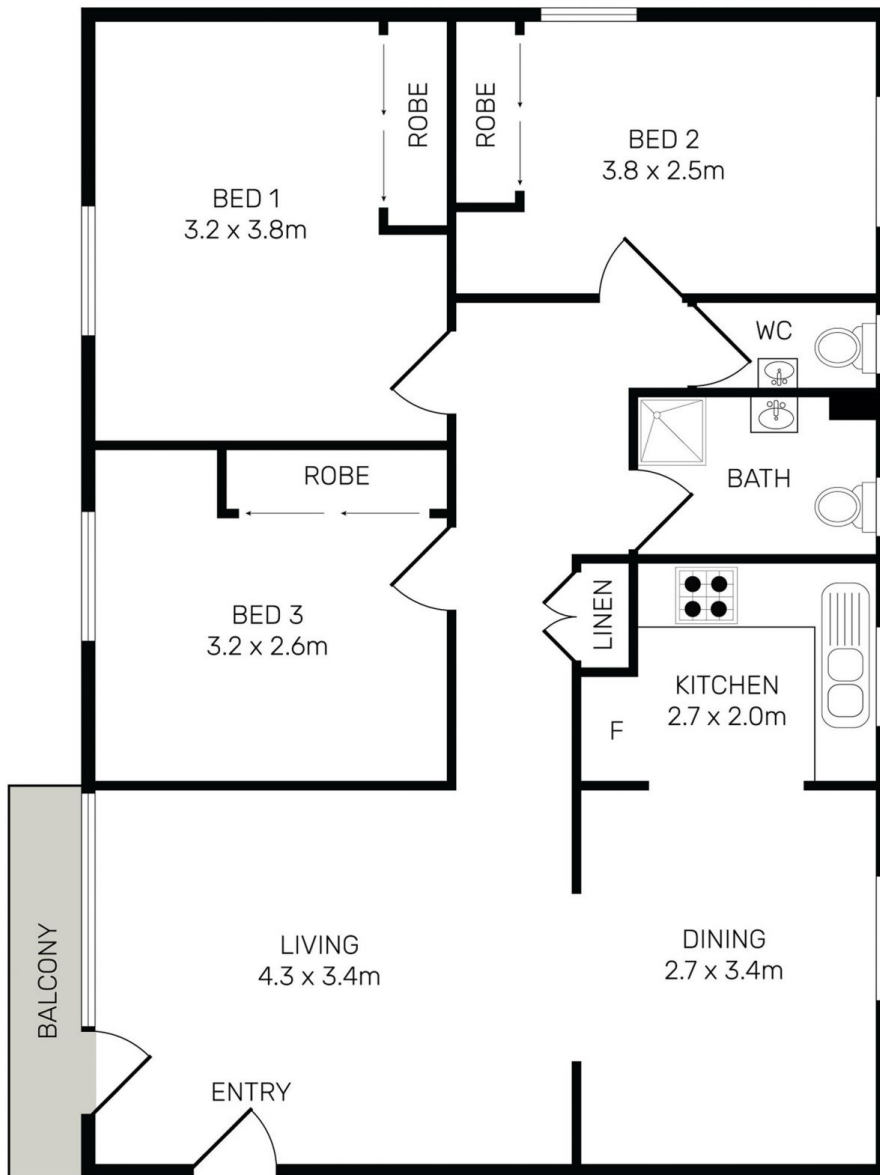 BED 1
3.2 x 3.8m
ROBE
ROBE
BED 2
3.8 x 2.5m
WC
BATH
ROBE
BED 3
3.2 x 2.6m
LINEN
KITCHEN
2.7 x 2.0m
F
BALCONY
LIVING
4.3 x 3.4m
DINING
2.7 x 3.4m
ENTRY